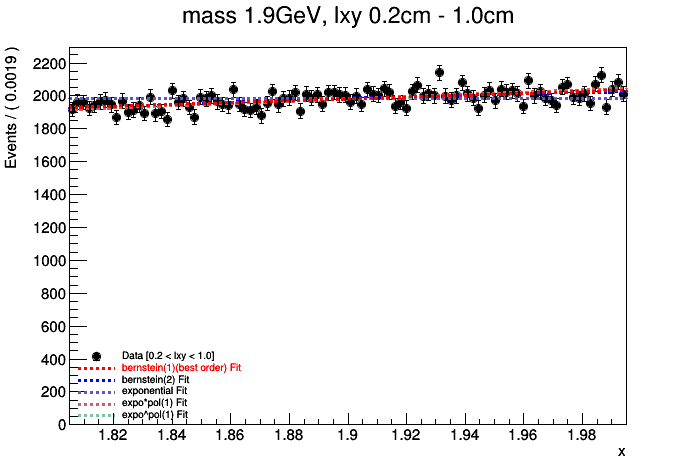 mass 1.9GeV, lxy 0.2cm - 1.0cm
Events / ( 0.0019 )
2200
2000
1800
1600
1400
1200
1000
800
600
400
200
0
Data [0.2 < lxy < 1.0]
bernstein(1)(best order) Fit
bernstein(2) Fit
exponential Fit
expo*pol(1) Fit
expo^pol(1) Fit
1.82 1.84 1.86 1.88 1.9 1.92 1.94 1.96 1.98
x